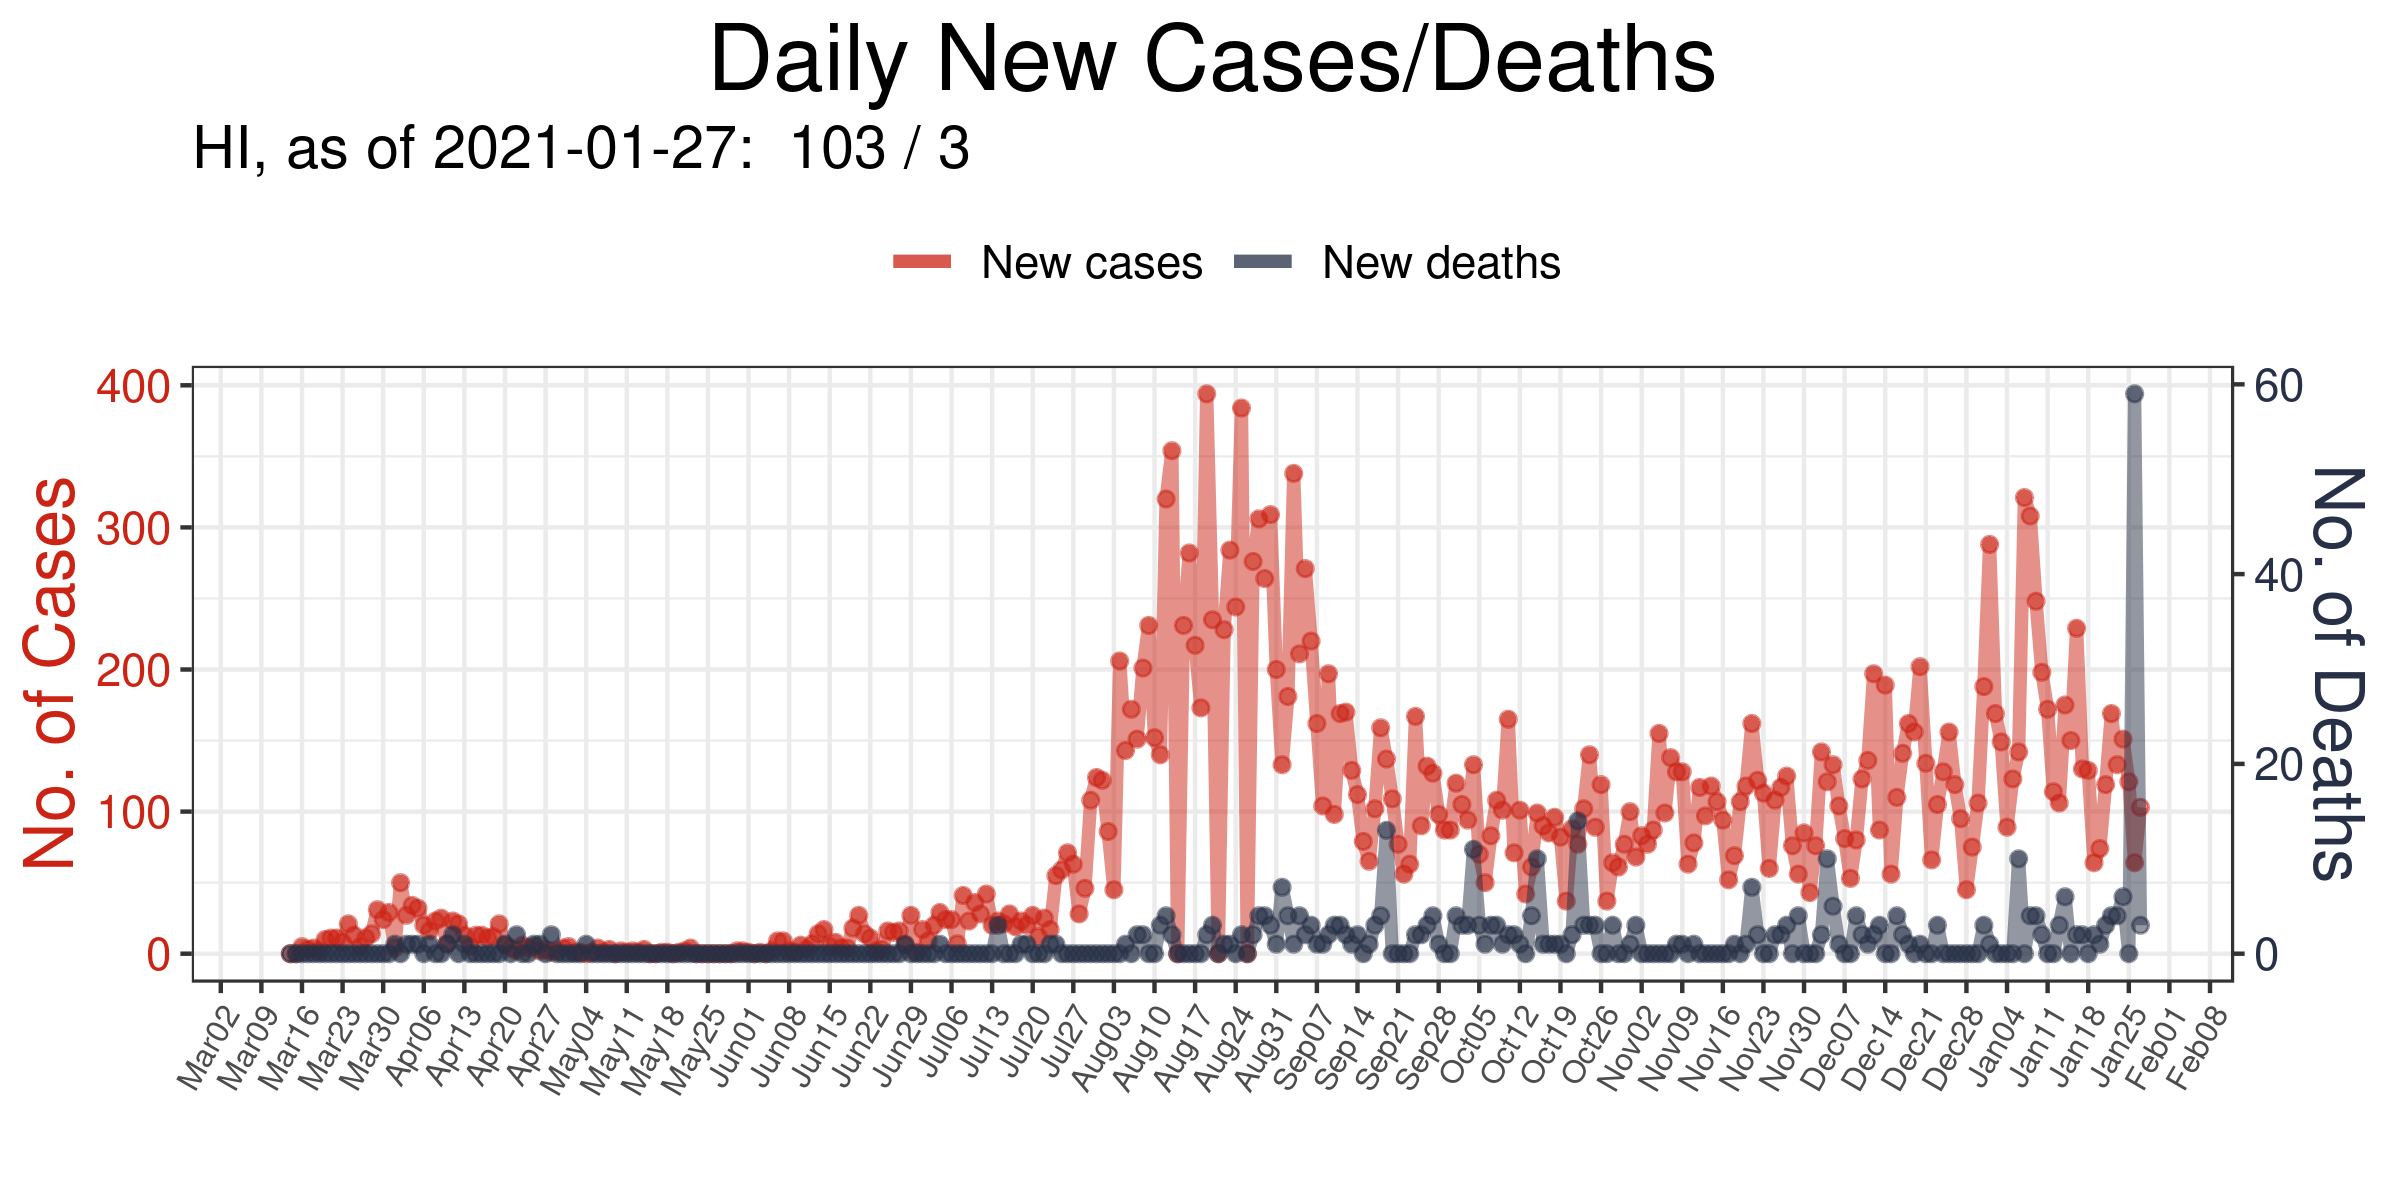 Daily New Cases/Deaths
HI, as of 2021-01-27:  103 / 3
New cases
New deaths
No. of Cases
400
300
200
100
0
60
40
20
0
No. of Deaths
Mar02
Mar09
Mar16
Mar23
Mar30
Apr06
Apr13
Apr20
Apr27
May04
May11
May18
May25
Jun01
Jun08
Jun15
Jun22
Jun29
Jul06
Jul13
Jul20
Jul27
Aug03
Aug10
Aug17
Aug24
Aug31
Sep07
Sep14
Sep21
Sep28
Oct05
Oct12
Oct19
Oct26
Nov02
Nov09
Nov16
Nov23
Nov30
Dec07
Dec14
Dec21
Dec28
Jan04
Jan11
Jan18
Jan25
Feb01
Feb08